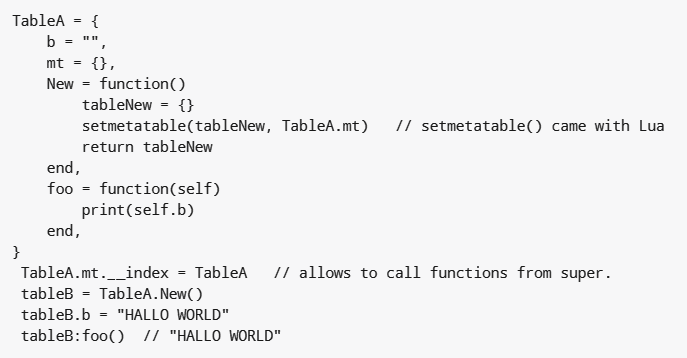 TableA = {
    b = "",
    mt = {},
    New = function()
        tableNew = {}
        setmetatable(tableNew, TableA.mt)   // setmetatable() came with Lua
        return tableNew
    end,
    foo = function(self)
        print(self.b)
    end,
}
 TableA.mt.__index = TableA   // allows to call functions from super.
 tableB = TableA.New()
 tableB.b = "HALLO WORLD"
 tableB:foo()  // "HALLO WORLD"